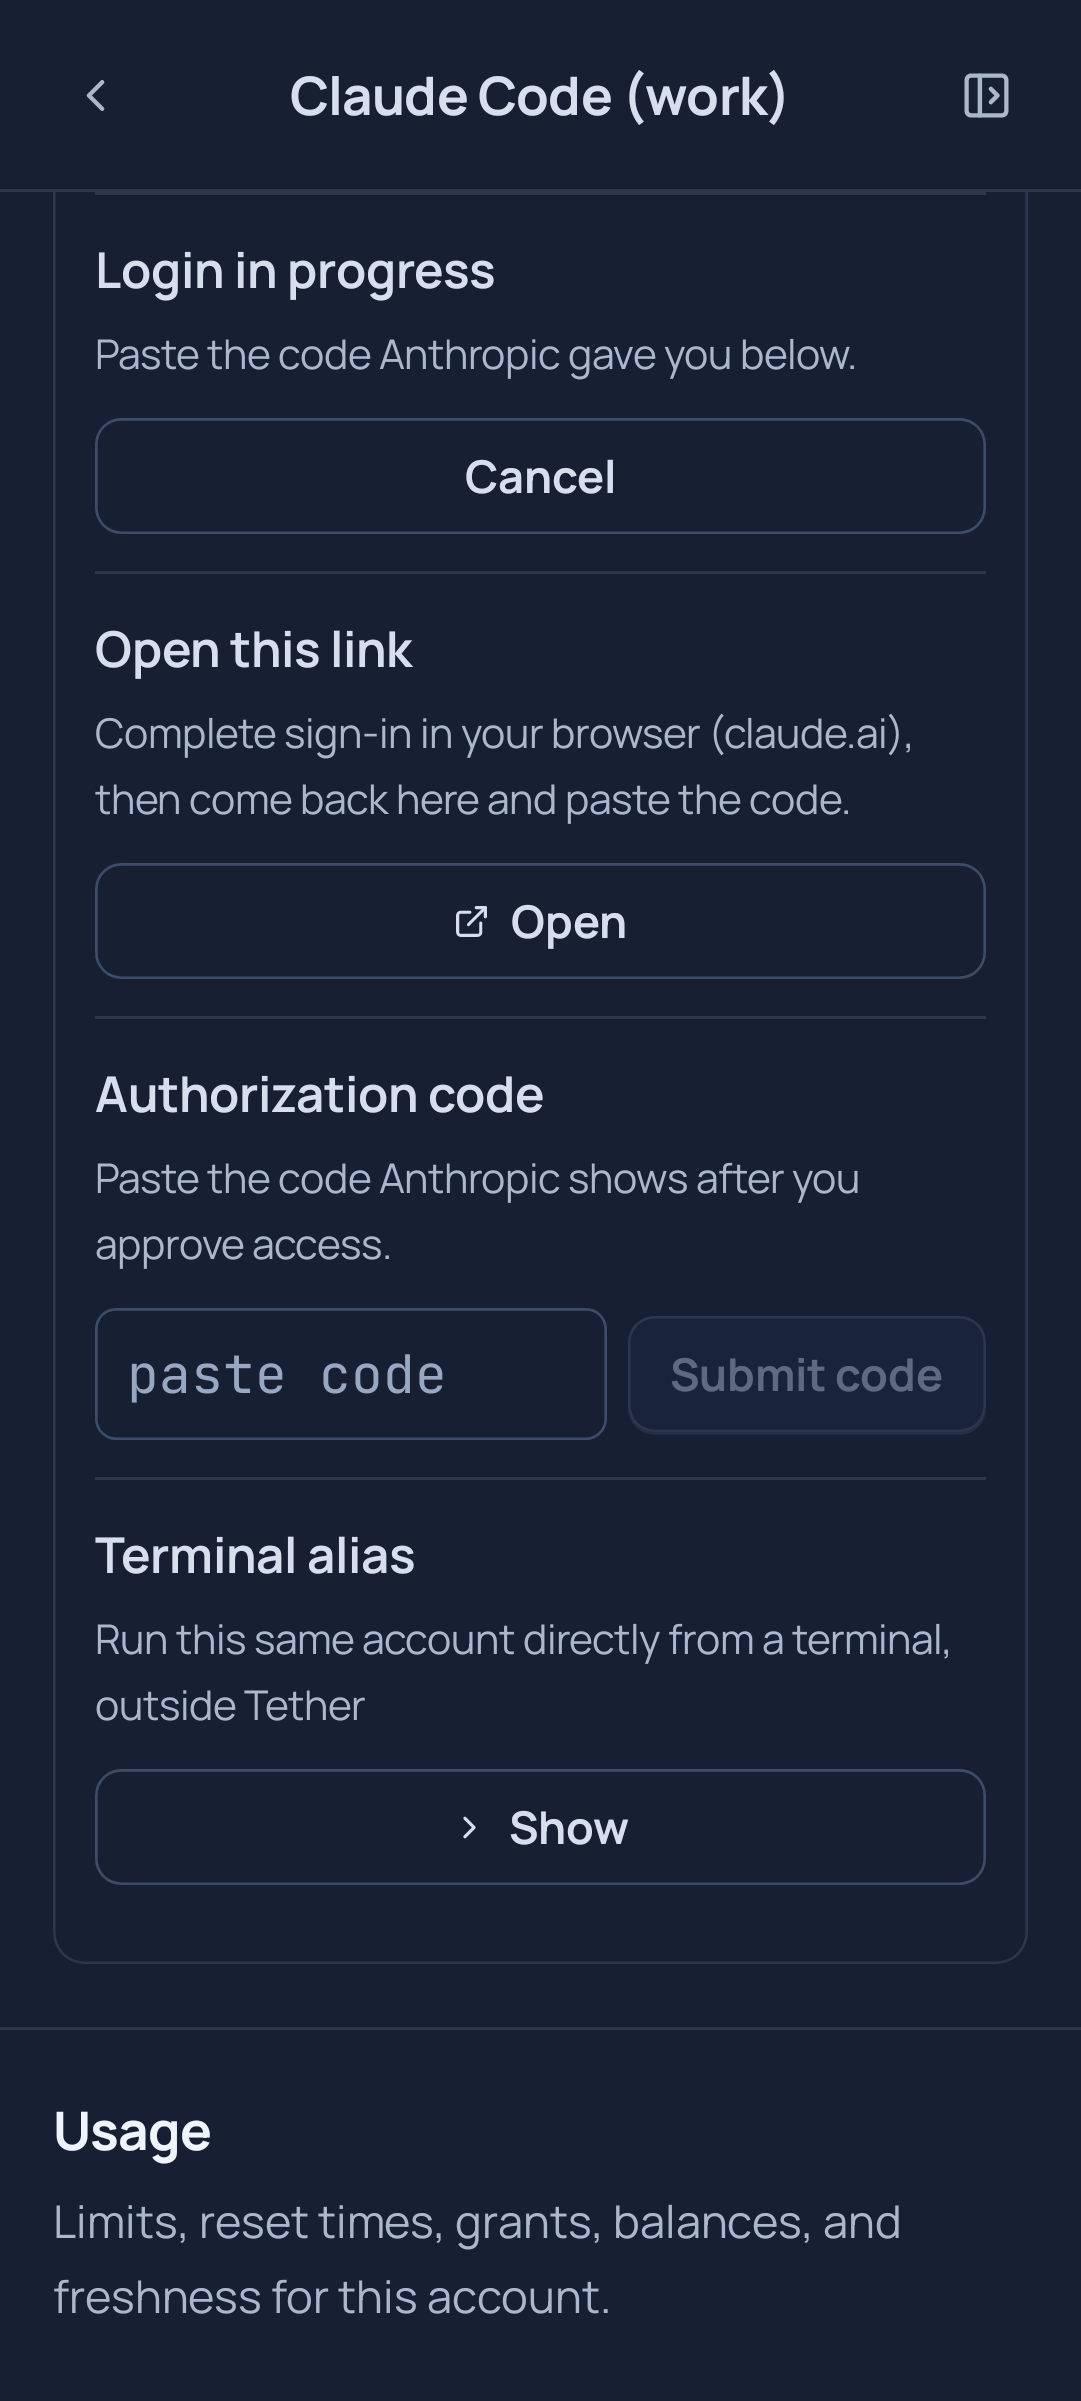 Claude Code (work)
Login in progress
Paste the code Anthropic gave you below.
Cancel
Open this link
Complete sign-in in your browser (claude.ai),
then come back here and paste the code.
Open
Authorization code
Paste the code Anthropic shows after you
approve access.
paste code
Submit code
Terminal alias
Run this same account directly from a terminal,
outside Tether
Show
Usage
Limits, reset times, grants, balances, and
freshness for this account.